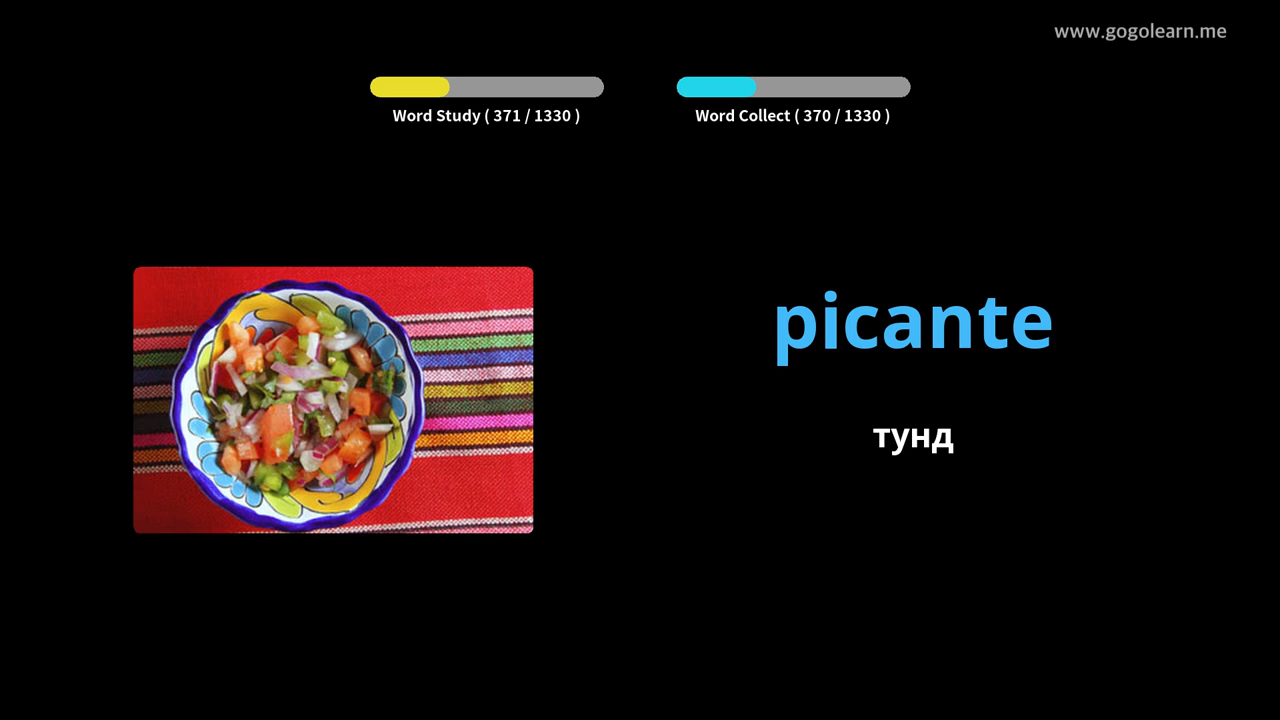 www.gogolearn.me
Word Study ( 371 / 1330 )
Word Collect ( 370 / 1330 )
picante
тунд